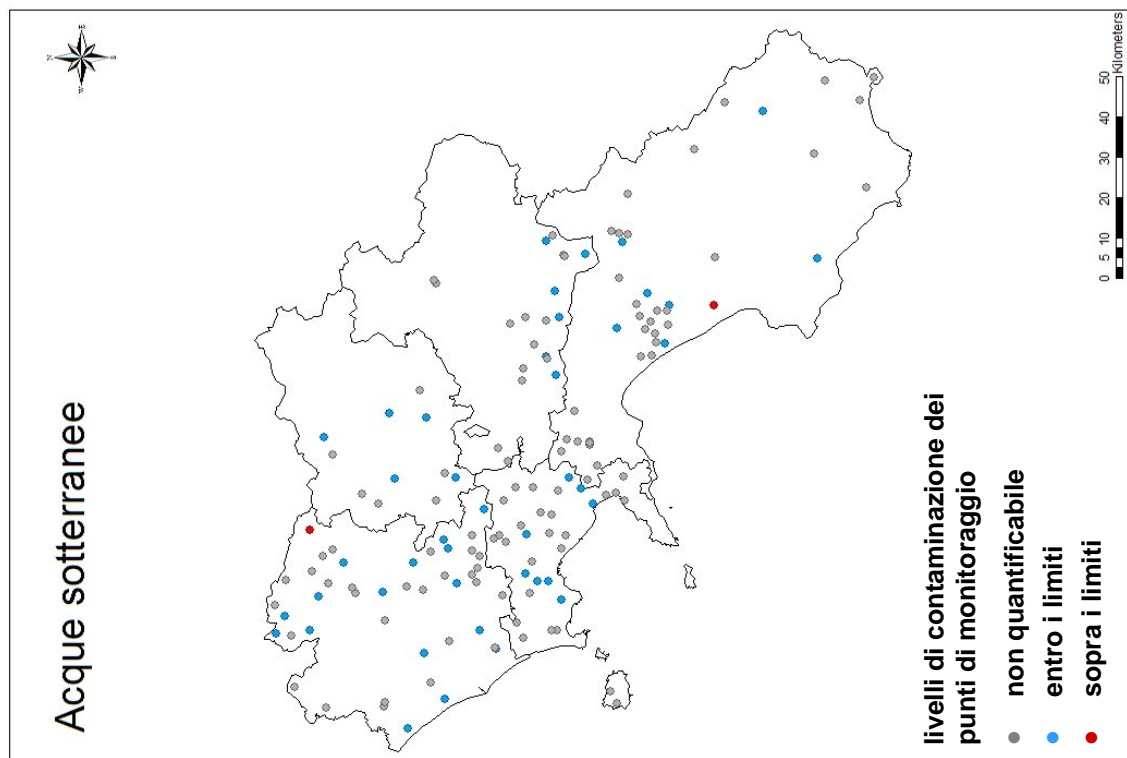 Acque sotterranee
N
E
S
W
livelli di contaminazione dei
punti di monitoraggio
non quantificabile
entro i limiti
sopra i limiti
0 5 10 20 30 40 50
Kilometers